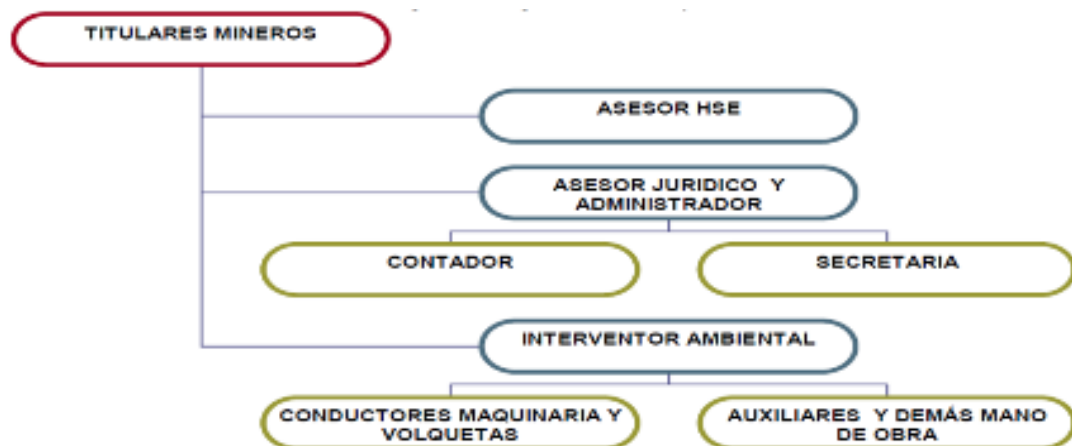 TITULARES MINEROS
ASESOR HSE
ASESOR JURIDICO Y
ADMINISTRADOR
CONTADOR
SECRETARIA
INTERVENTOR AMBIENTAL
CONDUCTORES MAQUINARIA Y
VOLQUETAS
AUXILIARES Y DEMÁS MANO
DE OBRA